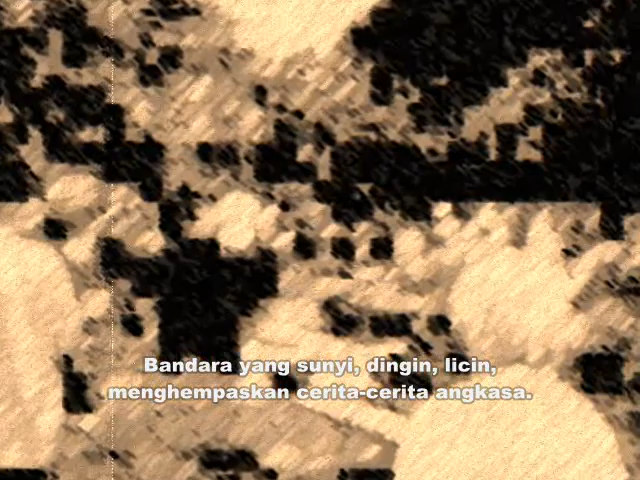 Bandara yang sunyi, dingin, licin,
menghempaskan cerita-cerita angkasa.